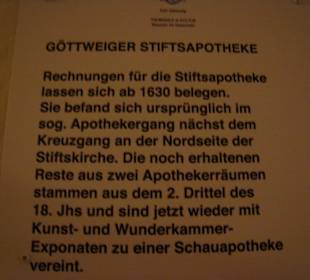 GÖTTWEIGER STIFTSAPOTHEKE
Rechnungen für die Stiftsapotheke
lassen sich ab 1630 belegen.
Sie befand sich ursprünglich im
sog. Apothekergang nächst dem
Kreuzgang an der Nordseite der
Stiftskirche. Die noch erhaltenen
Reste aus zwei Apothekerräumen
stammen aus dem 2. Drittel des
18. Jhs und sind jetzt wieder mit
Kunst- und Wunderkammer-
Exponaten zu einer Schauapotheke
vereint.